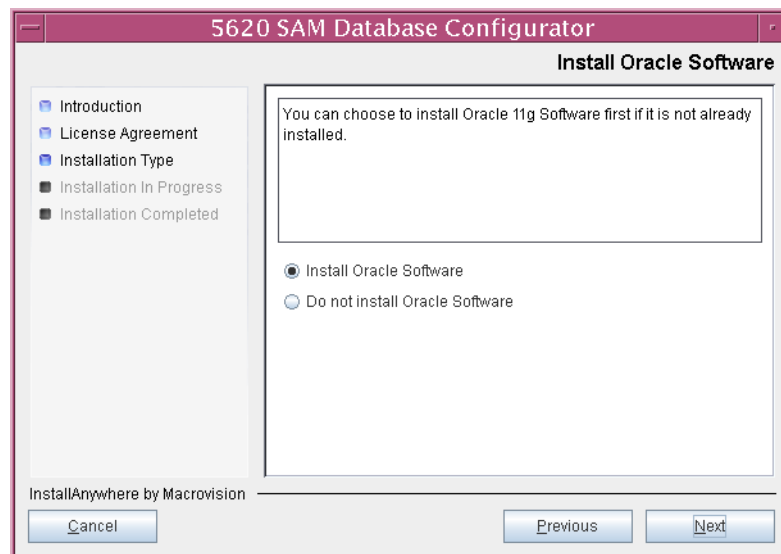 5620 SAM Database Configurator
Install Oracle Software
Introduction
License Agreement
Installation Type
Installation In Progress
Installation Completed
You can choose to install Oracle 11g Software first if it is not already
installed.
Install Oracle Software
Do not install Oracle Software
InstallAnywhere by Macrovision
Cancel
Previous
Next